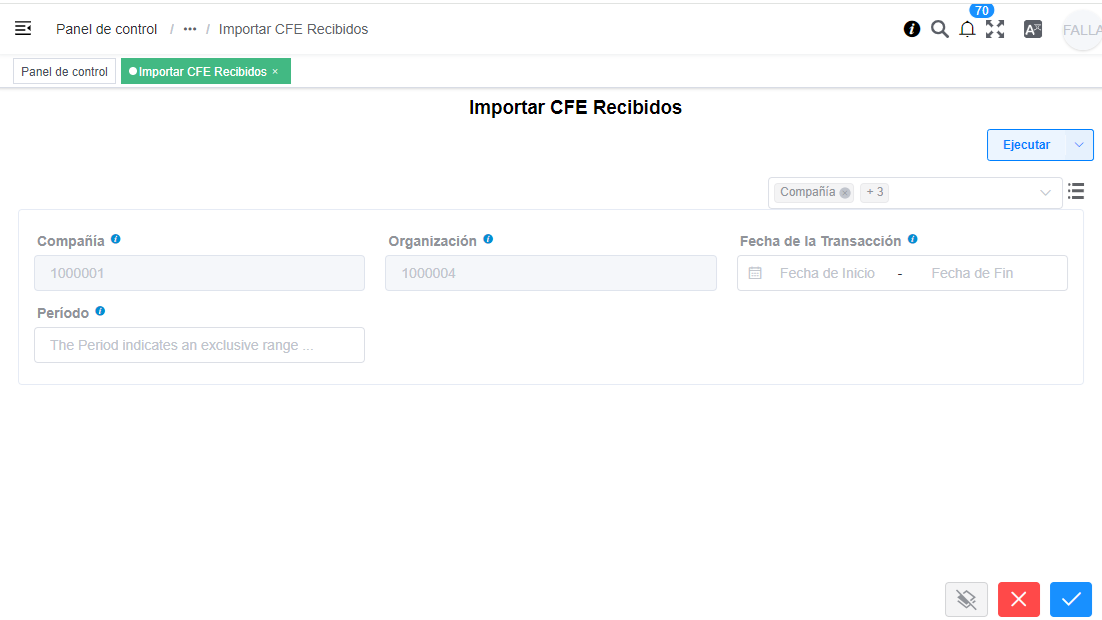 70
Panel de control / ••• / Importar CFE Recibidos
FALLA
Panel de control
Importar CFE Recibidos ×
Importar CFE Recibidos
Ejecutar
Compañía + 3
Compañía Organización Fecha de la Transacción
1000001 1000004 Fecha de Inicio - Fecha de Fin
Período
The Period indicates an exclusive range ...